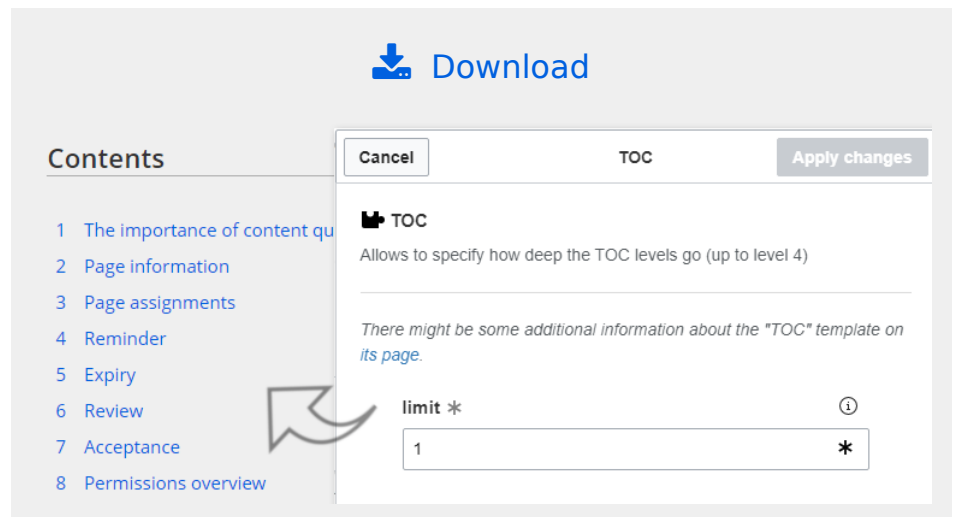 Download
Contents
1 The importance of content qu
2 Page information
3 Page assignments
4 Reminder
5 Expiry
6 Review
7 Acceptance
8 Permissions overview
Cancel
TOC
Apply changes
TOC
Allows to specify how deep the TOC levels go (up to level 4)
There might be some additional information about the "TOC" template on
its page.
limit *
1 *